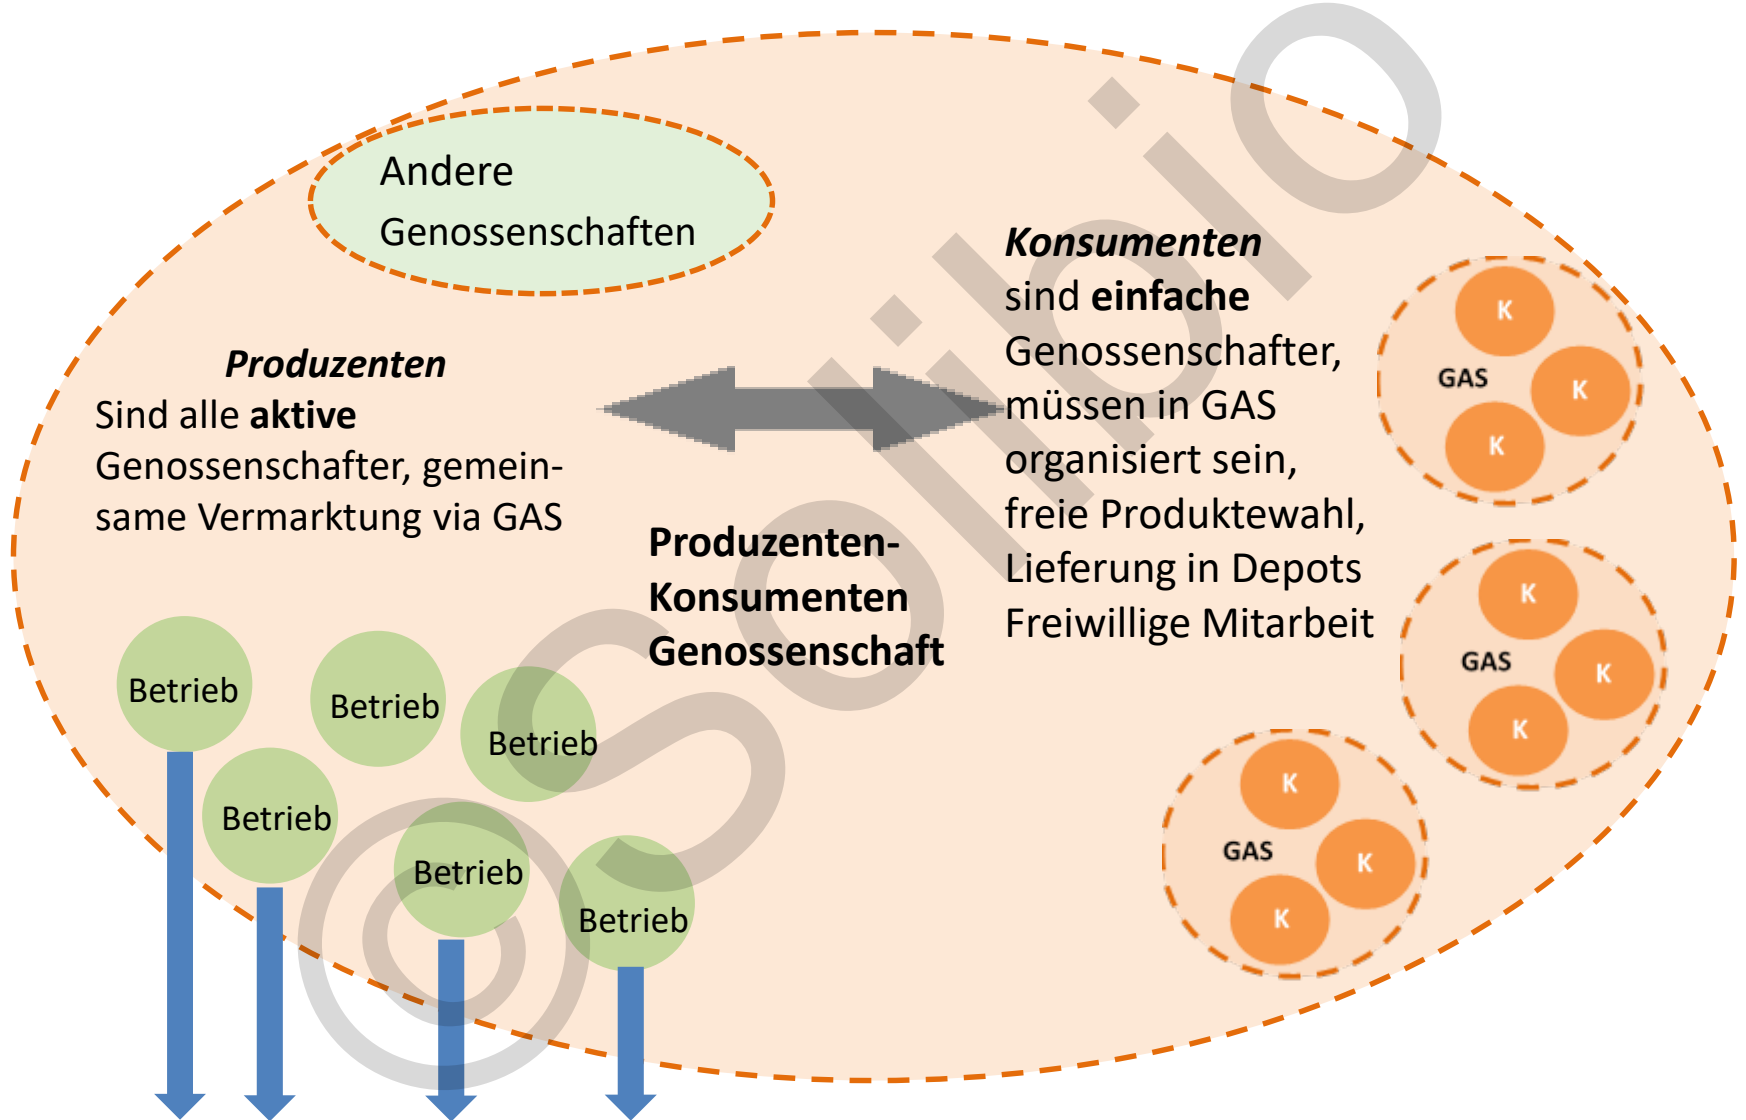 Andere
Genossenschaften
Produzenten
Sind alle aktive
Genossenschafter, gemein-
same Vermarktung via GAS
Konsumenten
sind einfache
Genossenschafter,
müssen in GAS
organisiert sein,
freie Produktewahl,
Lieferung in Depots
Freiwillige Mitarbeit
Produzenten-
Konsumenten
Genossenschaft
Betrieb
Betrieb
Betrieb
Betrieb
Betrieb
Betrieb
K
GAS
K
K
K
GAS
K
K
K
GAS
K
K
© Solibio